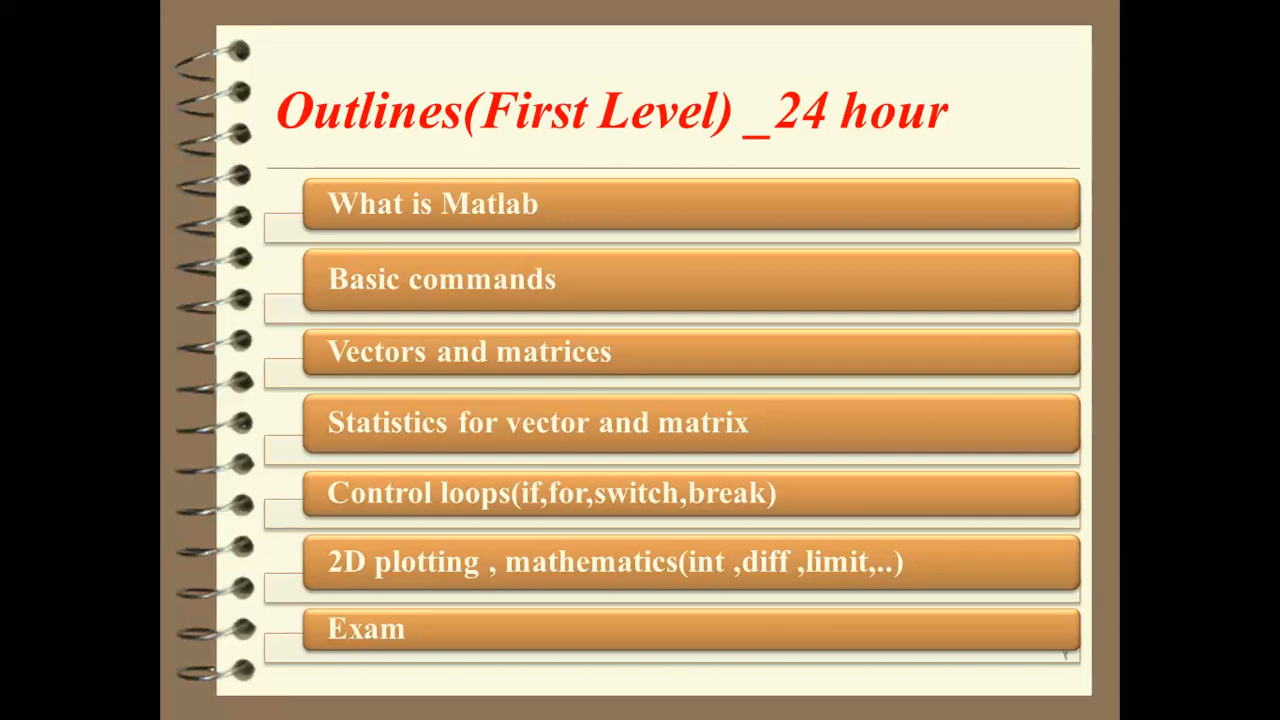 Outlines(First Level) _24 hour
What is Matlab
Basic commands
Vectors and matrices
Statistics for vector and matrix
Control loops(if,for,switch,break)
2D plotting , mathematics(int ,diff ,limit,..)
Exam
٢